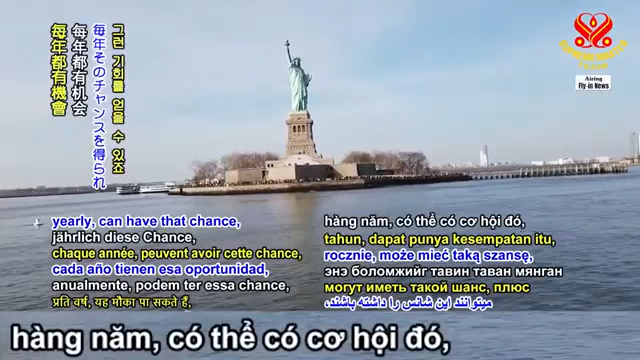 그런 기회를 얻을 수 있죠
毎年そのチャンスを得られ
每年都有机会
每年都有機會
SUPREME MASTER
TELEVISION
Airing
Fly-in News
yearly, can have that chance,
jährlich diese Chance,
chaque année, peuvent avoir cette chance,
cada año tienen esa oportunidad,
anualmente, podem ter essa chance,
प्रति वर्ष, यह मौका पा सकते हैं,
hàng năm, có thể có cơ hội đó,
tahun, dapat punya kesempatan itu,
rocznie, może mieć taką szansę,
энэ боломжийг тавин таван мянган
могут иметь такой шанс, плюс
میتوانند این شانس را داشته باشند،
hàng năm, có thể có cơ hội đó,